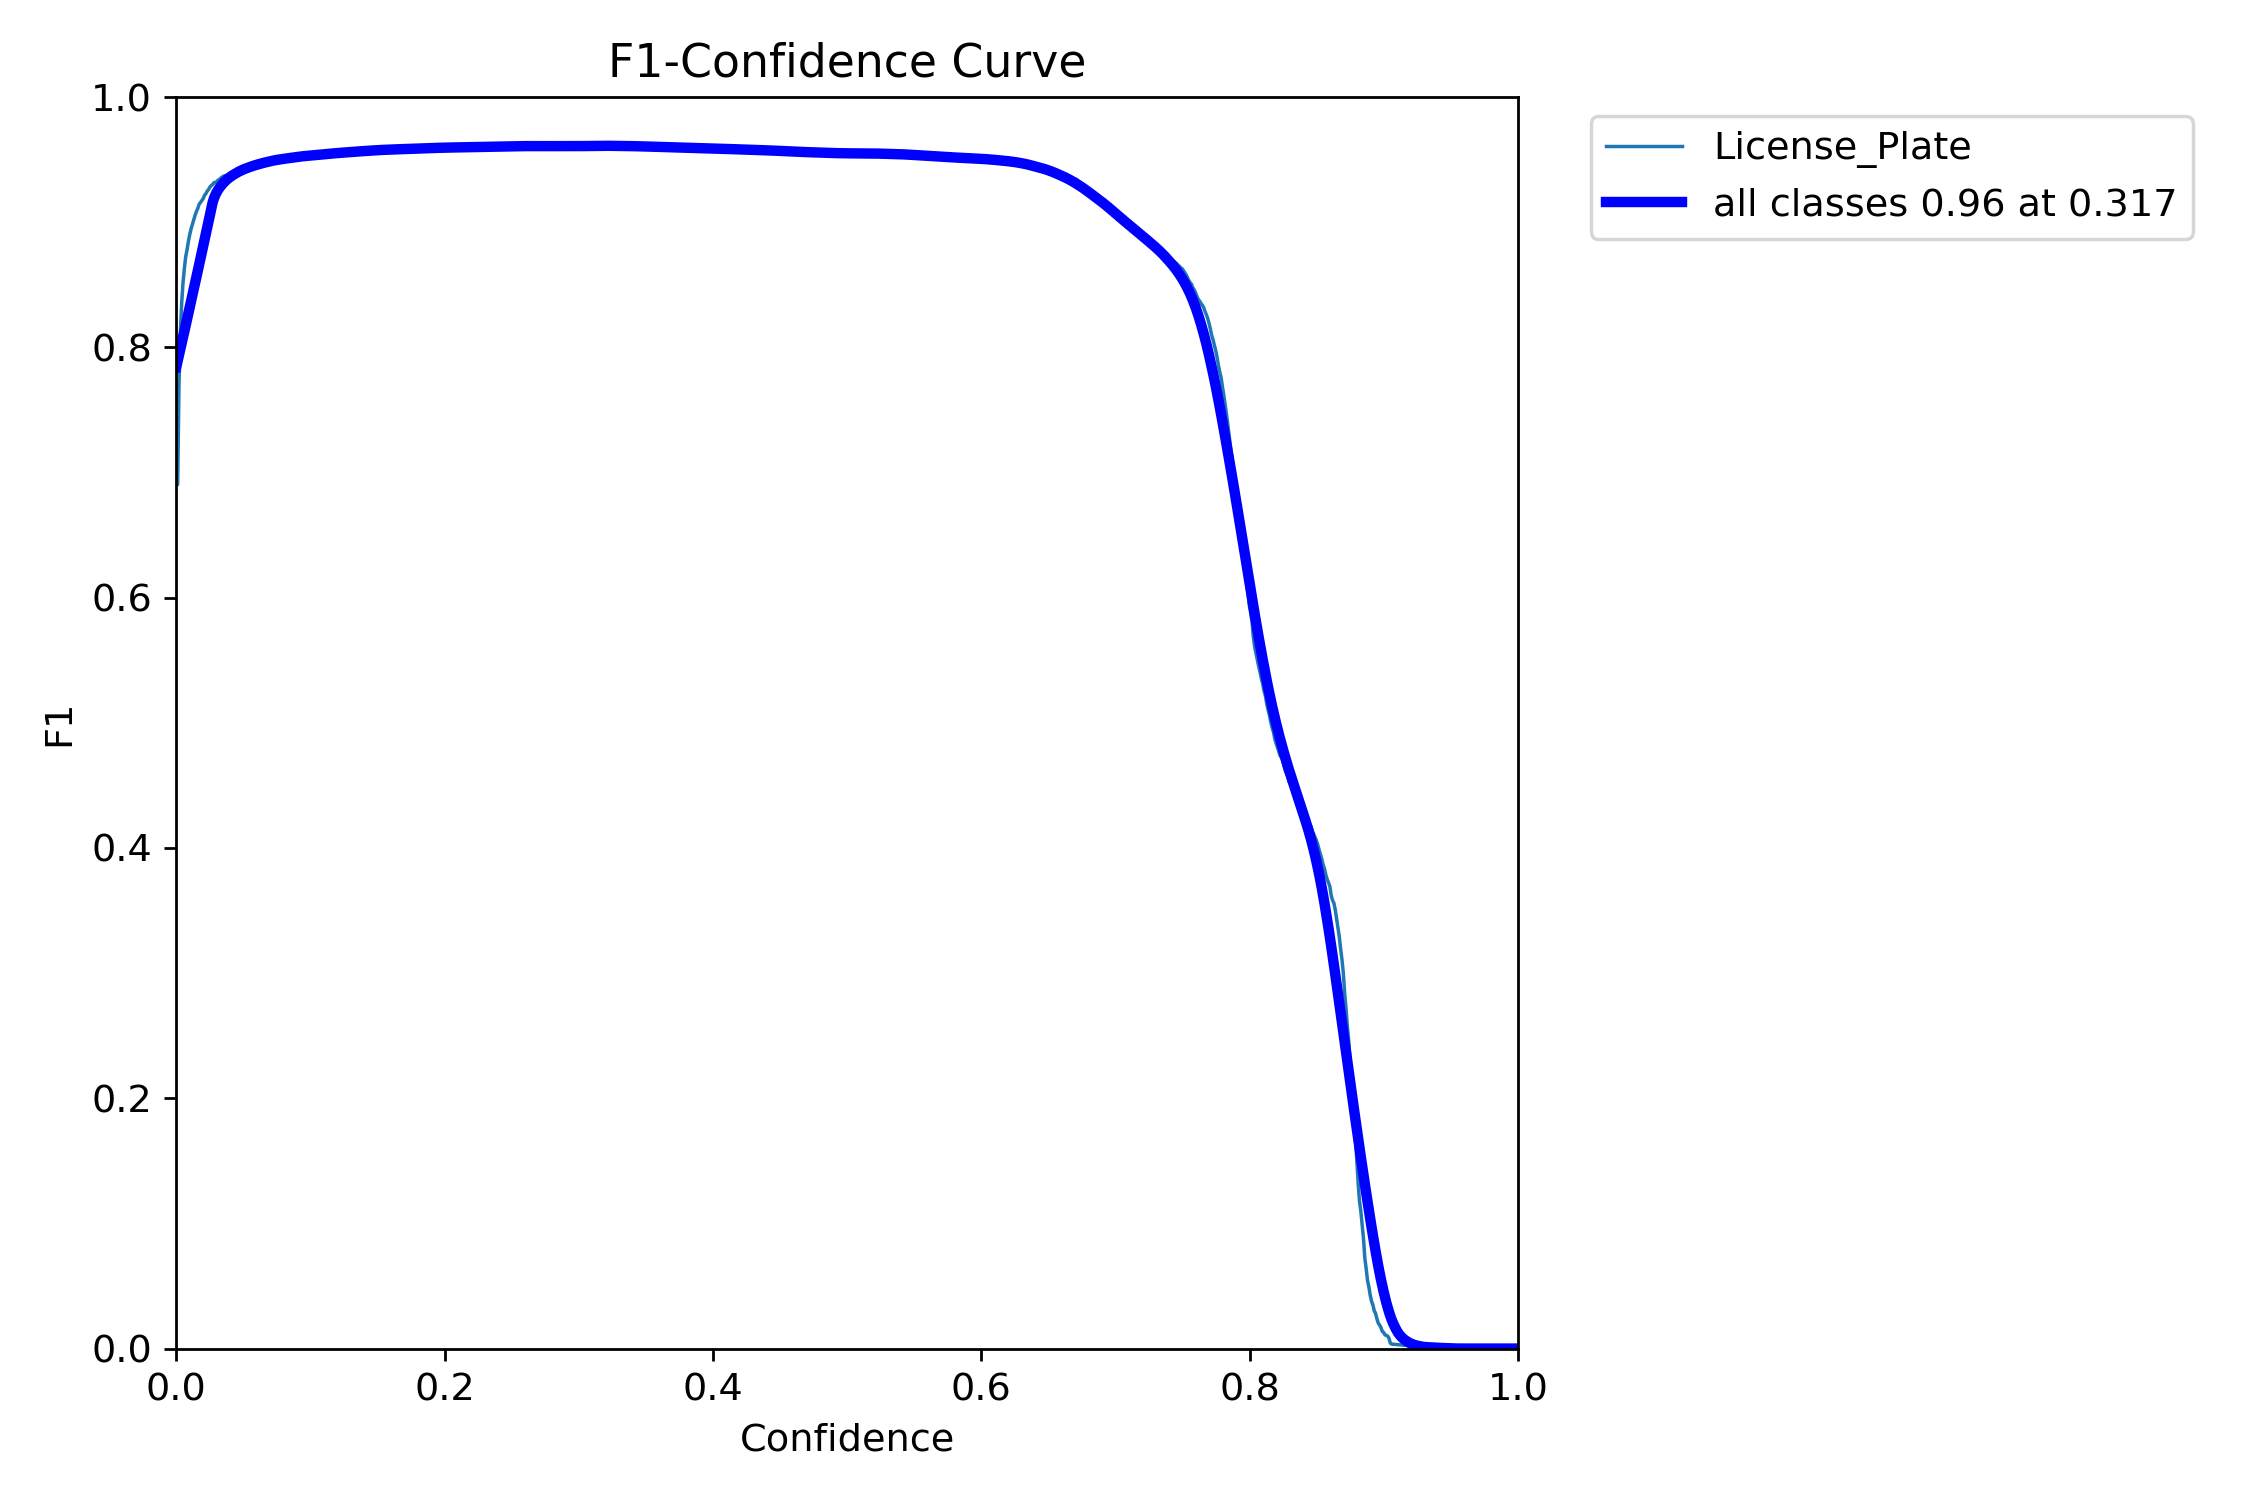 F1-Confidence Curve
1.0
0.8
0.6
0.4
0.2
0.0
F1
0.0 0.2 0.4 0.6 0.8 1.0
Confidence
License_Plate
all classes 0.96 at 0.317